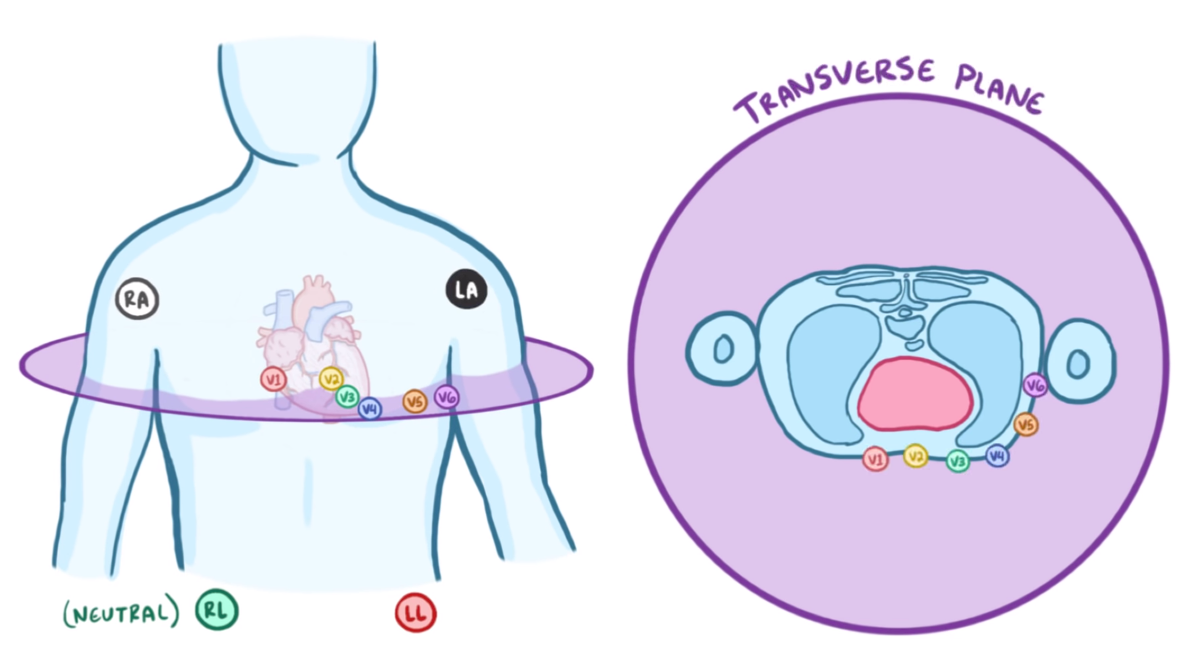 TRANSVERSE PLANE
RA
LA
V1
V2
V3
V4
V5
V6
(NEUTRAL) RL
LL
V1
V2
V3
V4
V5
V6